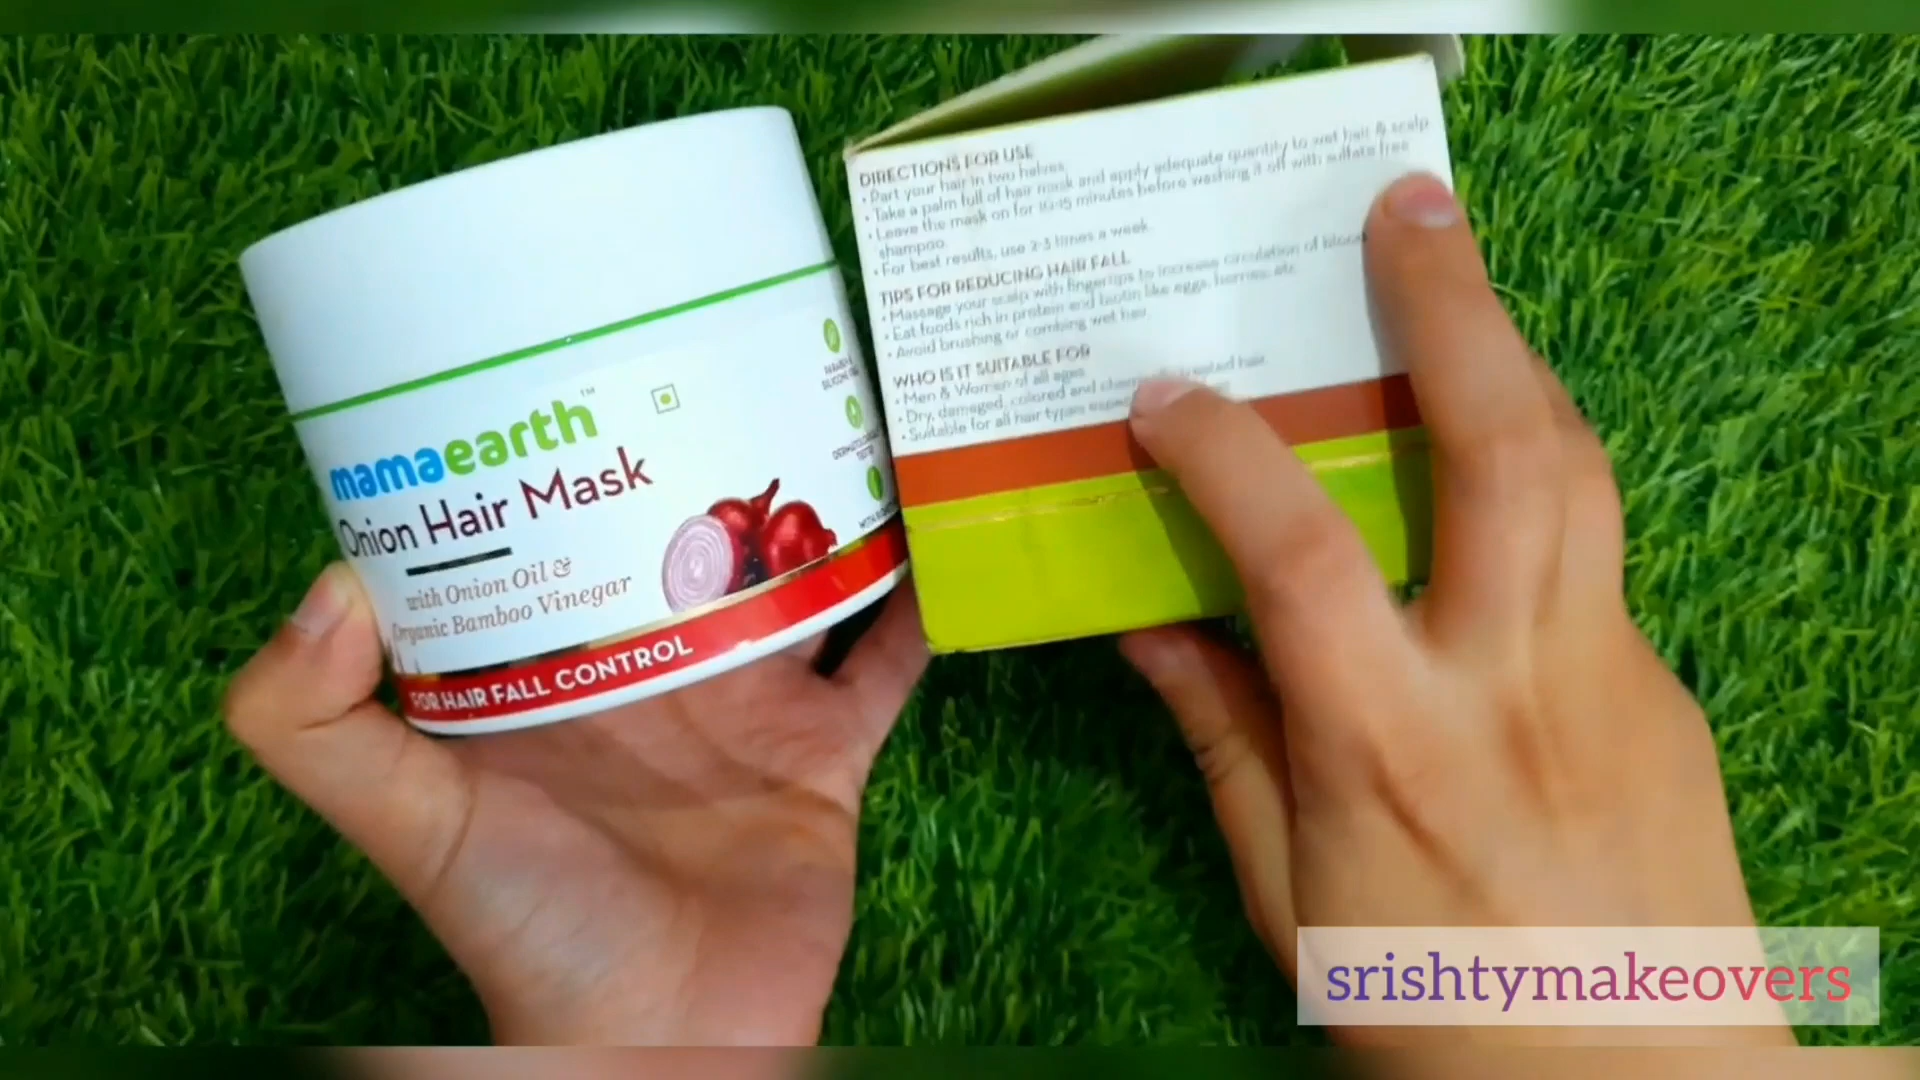 mamaearth™
Onion Hair Mask
with Onion Oil &
Organic Bamboo Vinegar
FOR HAIR FALL CONTROL
DIRECTIONS FOR USE
• Part your hair in two halves.
• Take a palm full of hair mask and apply adequate quantity to wet hair & scalp
• Leave the mask on for 10-15 minutes before washing it off with sulfate free
shampoo.
• For best results, use 2-3 times a week.
TIPS FOR REDUCING HAIR FALL
• Massage your scalp with fingertips to increase circulation of blood
• Eat foods rich in protein and biotin like eggs, berries, etc
• Avoid brushing or combing wet hair.
WHO IS IT SUITABLE FOR
• Men & Women of all ages
• Dry, damaged, colored and treated hair
• Suitable for all hair types
srishtymakeovers